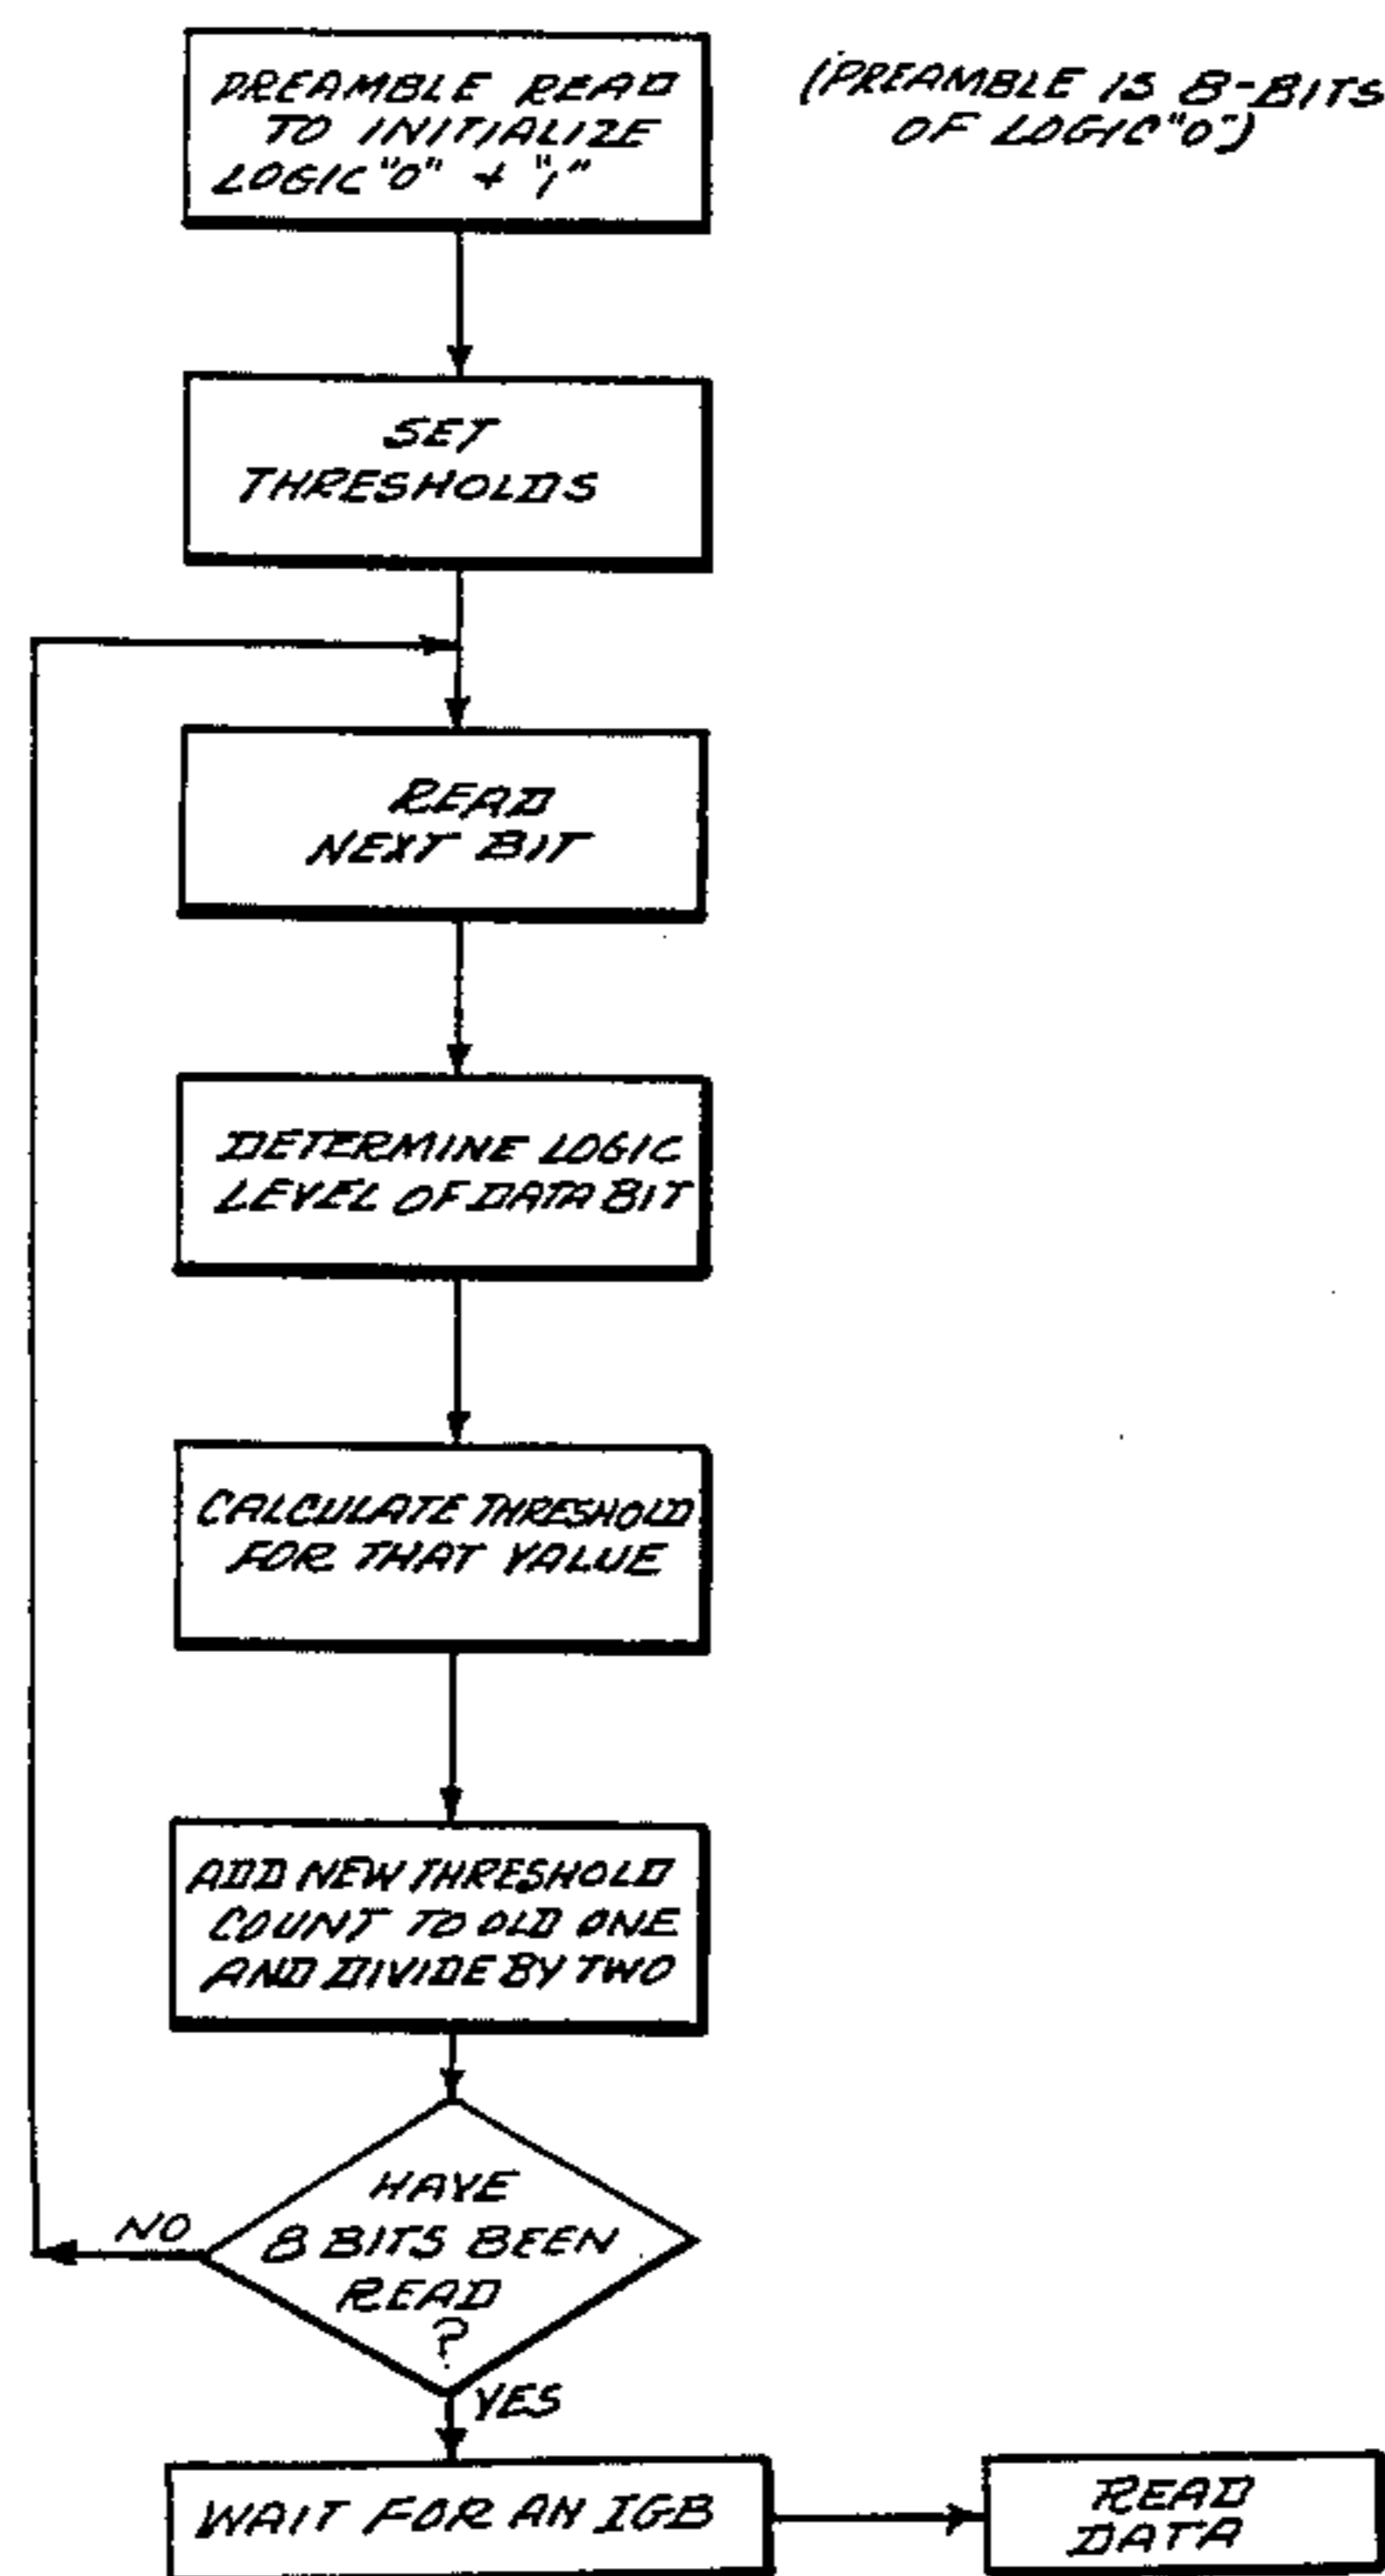 PREAMBLE READ
TO INITIALIZE
LOGIC "0" + "1"
(PREAMBLE IS 8-BITS
OF LOGIC "0")
SET
THRESHOLDS
READ
NEXT BIT
DETERMINE LOGIC
LEVEL OF DATA BIT
CALCULATE THRESHOLD
FOR THAT VALUE
ADD NEW THRESHOLD
COUNT TO OLD ONE
AND DIVIDE BY TWO
HAVE
8 BITS BEEN
READ
?
NO
YES
WAIT FOR AN IGB
READ
DATA